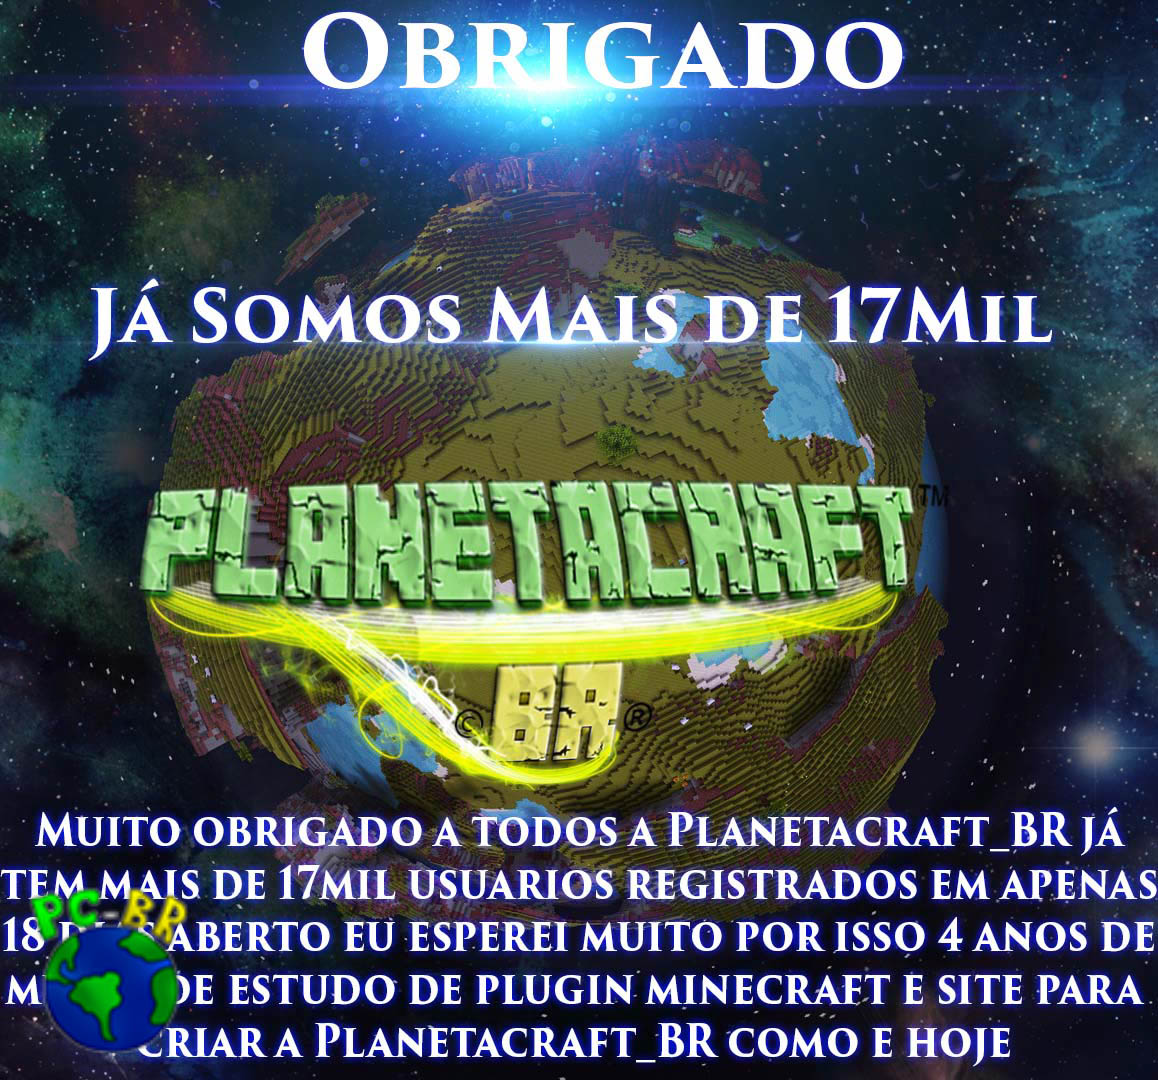 Obrigado
Já Somos Mais de 17Mil
PLANETACRAFT™
© BR ®
Muito obrigado a todos a Planetacraft_BR já
tem mais de 17mil usuarios registrados em apenas
PC-BR
18 aberto eu esperei muito por isso 4 anos de
de estudo de plugin minecraft e site para
criar a Planetacraft_BR como e hoje